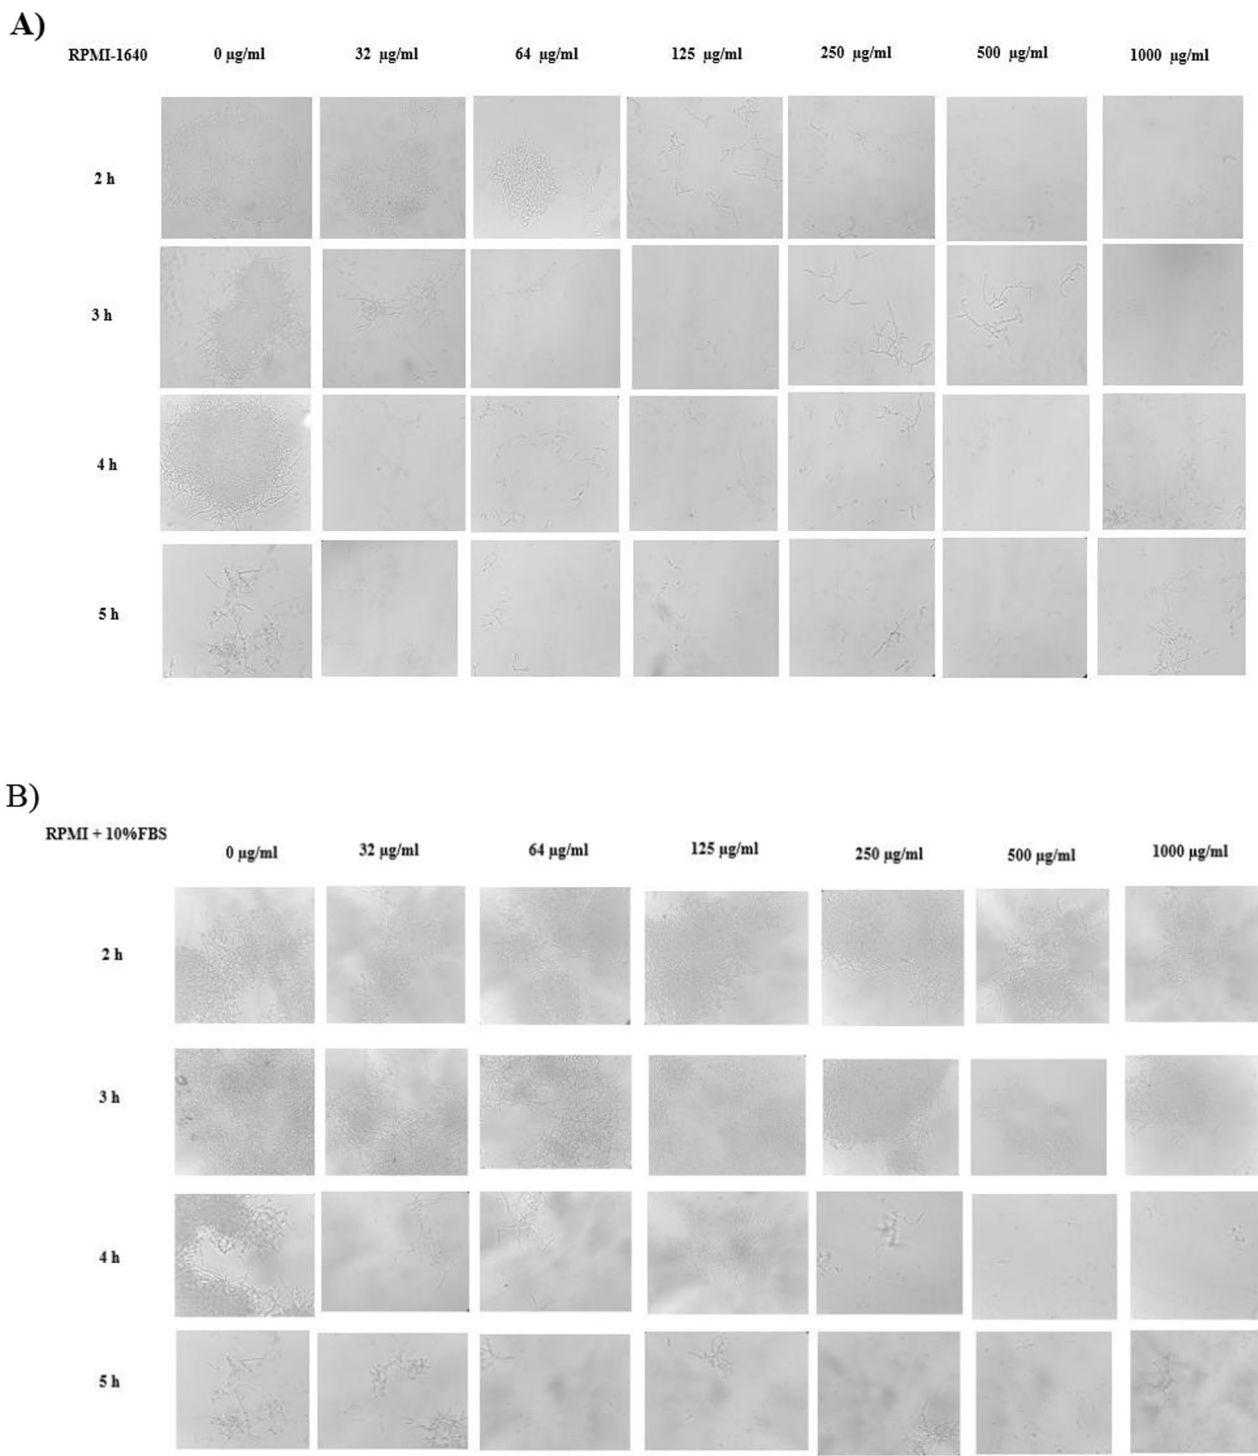 A)
RPMI-1640 0 µg/ml 32 µg/ml 64 µg/ml 125 µg/ml 250 µg/ml 500 µg/ml 1000 µg/ml
2 h
3 h
4 h
5 h
B)
RPMI + 10%FBS
0 µg/ml 32 µg/ml 64 µg/ml 125 µg/ml 250 µg/ml 500 µg/ml 1000 µg/ml
2 h
3 h
4 h
5 h